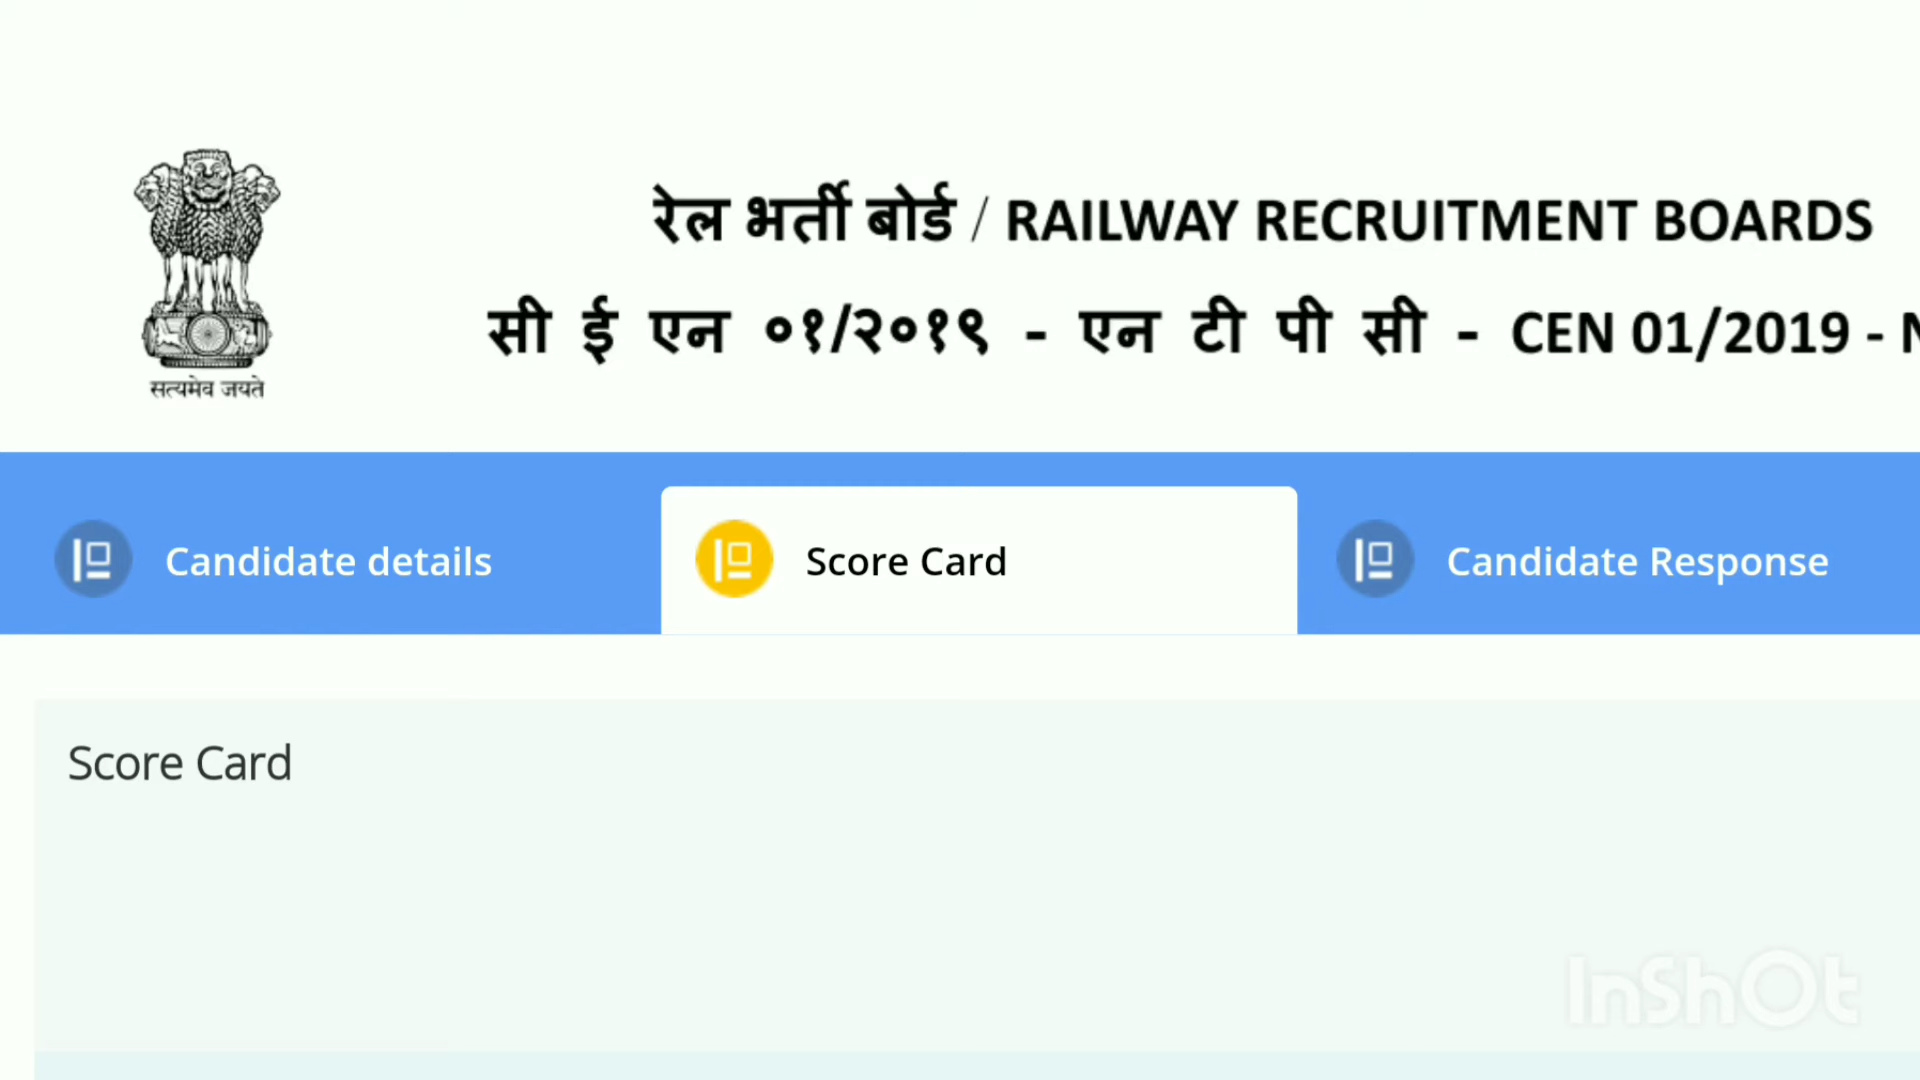 रेल भर्ती बोर्ड / RAILWAY RECRUITMENT BOARDS
सी ई एन ०१/२०१९ - एन टी पी सी - CEN 01/2019 - N
सत्यमेव जयते
Candidate details
Score Card
Candidate Response
Score Card
InShOt